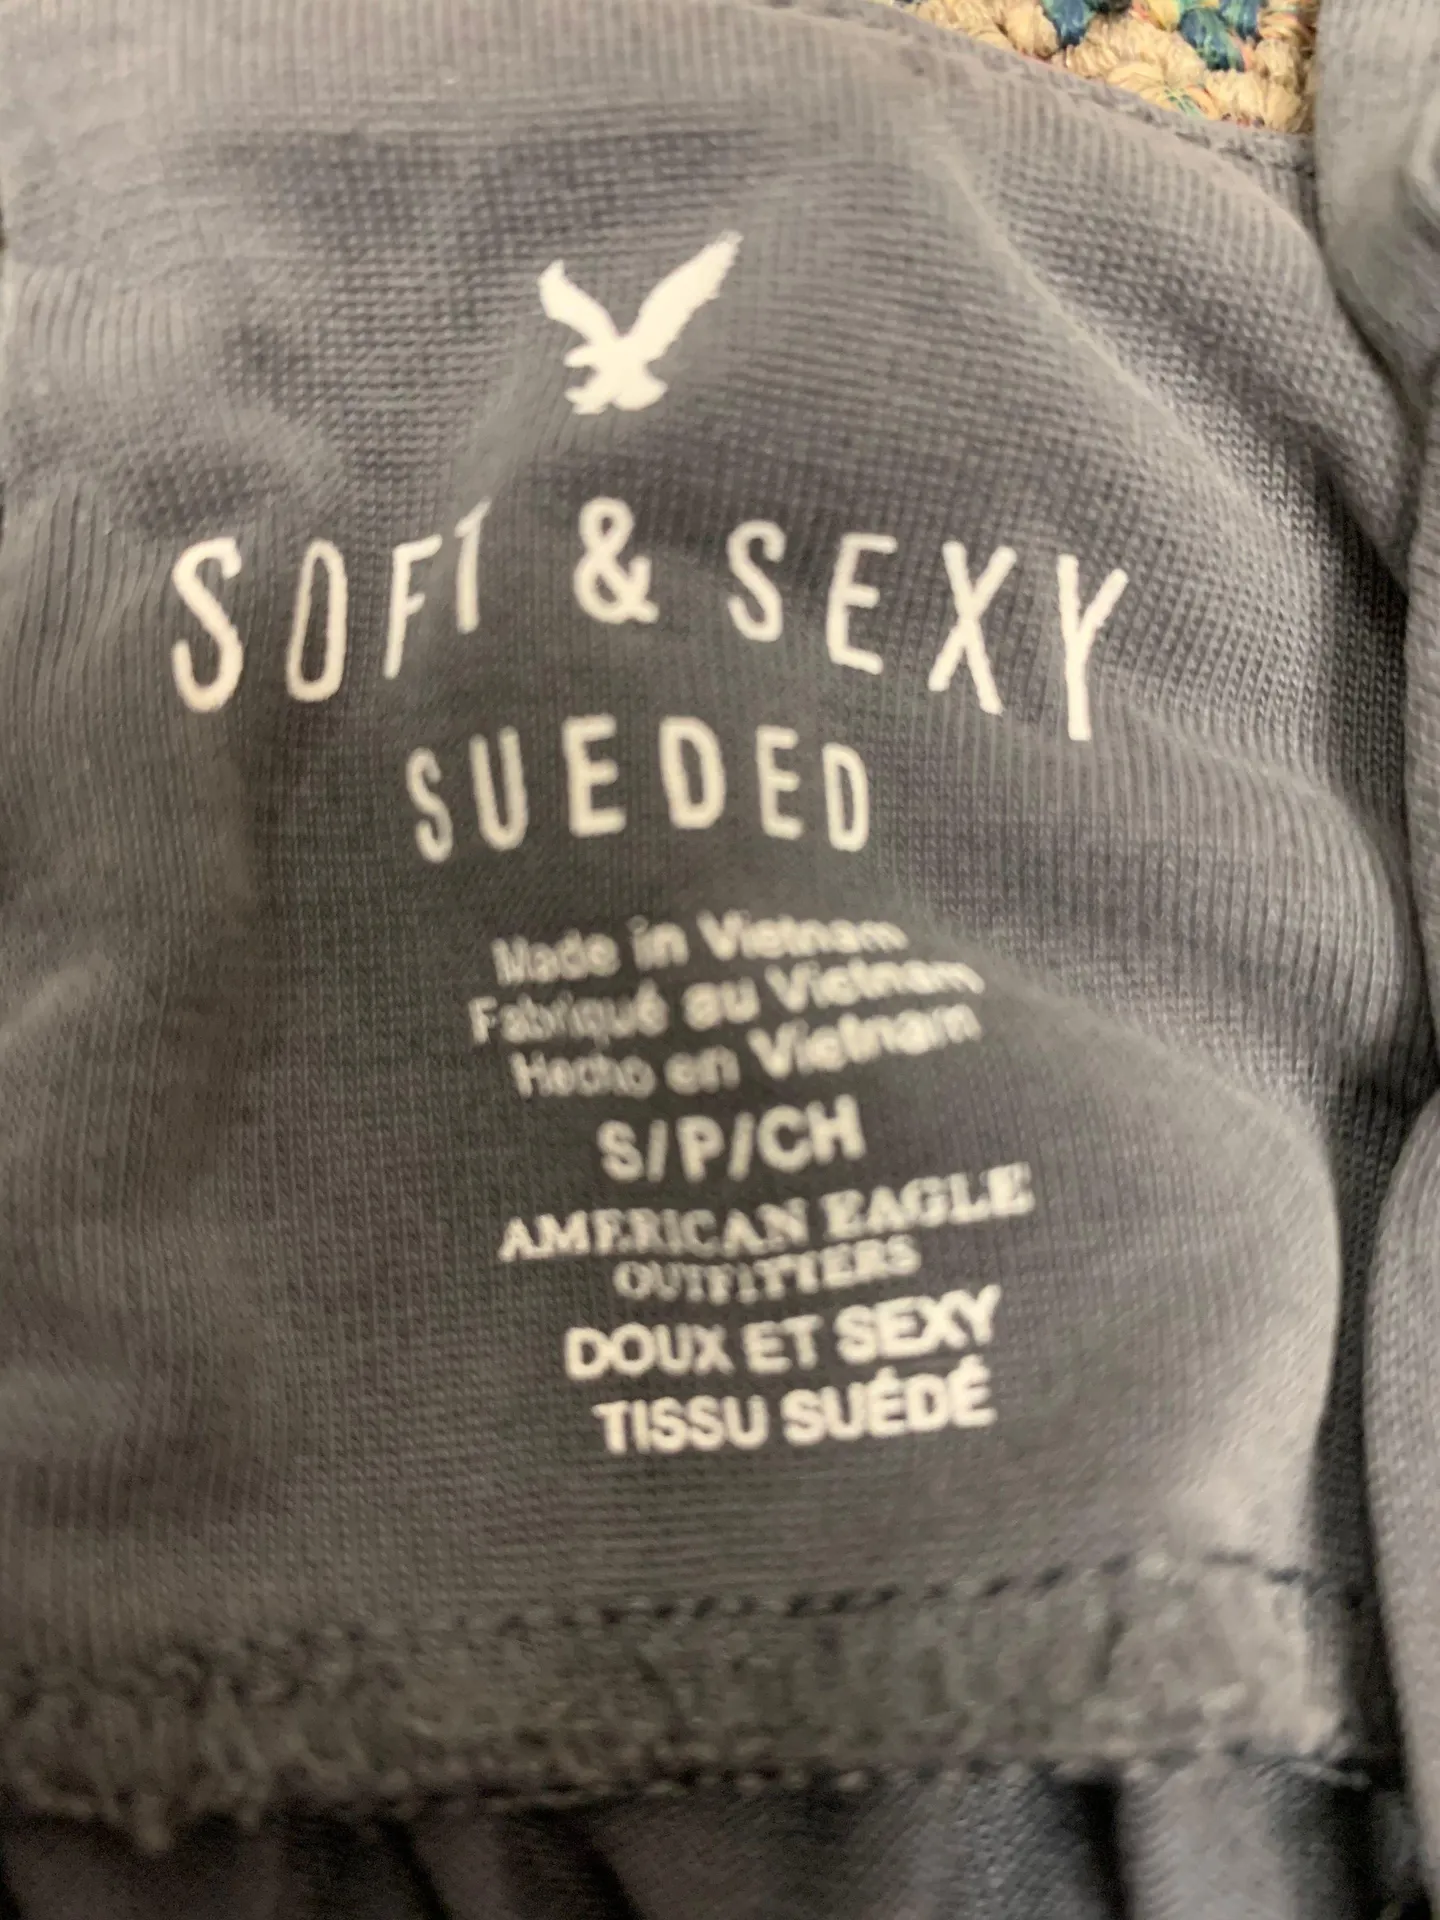 SOFT & SEXY
SUEDED
Made in Vietnam
Fabriqué au Vietnam
Hecho en Vietnam
S/P/CH
AMERICAN EAGLE
OUTFITTERS
DOUX ET SEXY
TISSU SUÉDÉ